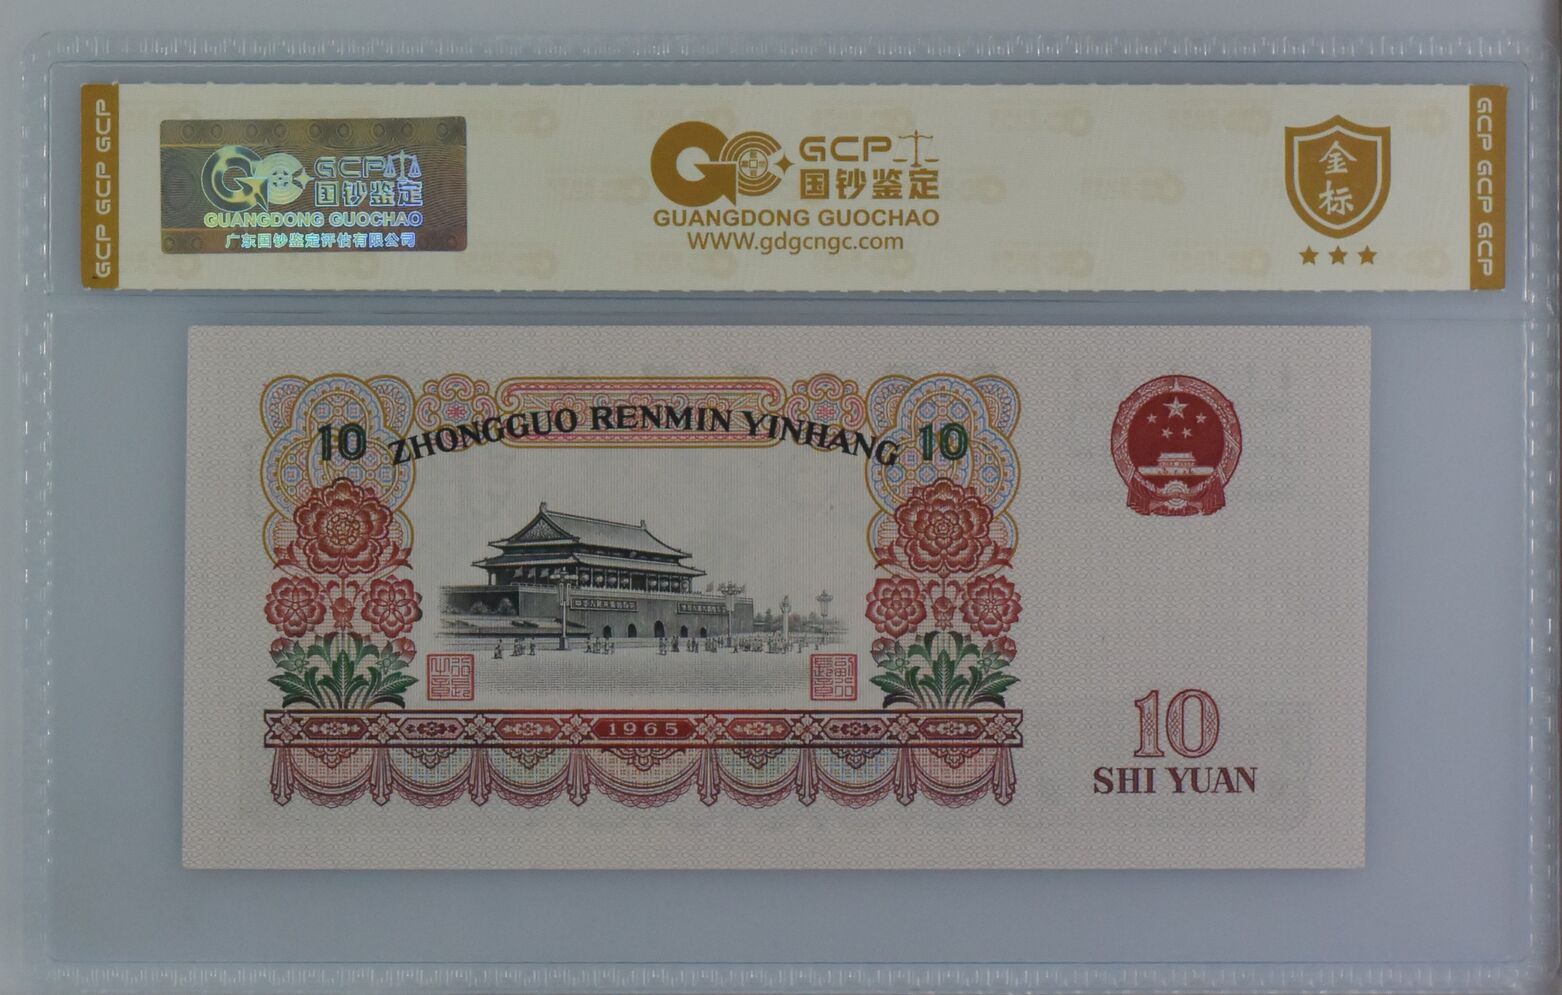 GCP GCP GCP
GCP
国钞鉴定
GUANGDONG GUOCHAO
广东国钞鉴定评估有限公司
GCP
国钞鉴定
GUANGDONG GUOCHAO
WWW.gdgcngc.com
金标
GCP GCP GCP
10 ZHONGGUO RENMIN YINHANG 10
1965
10
SHI YUAN